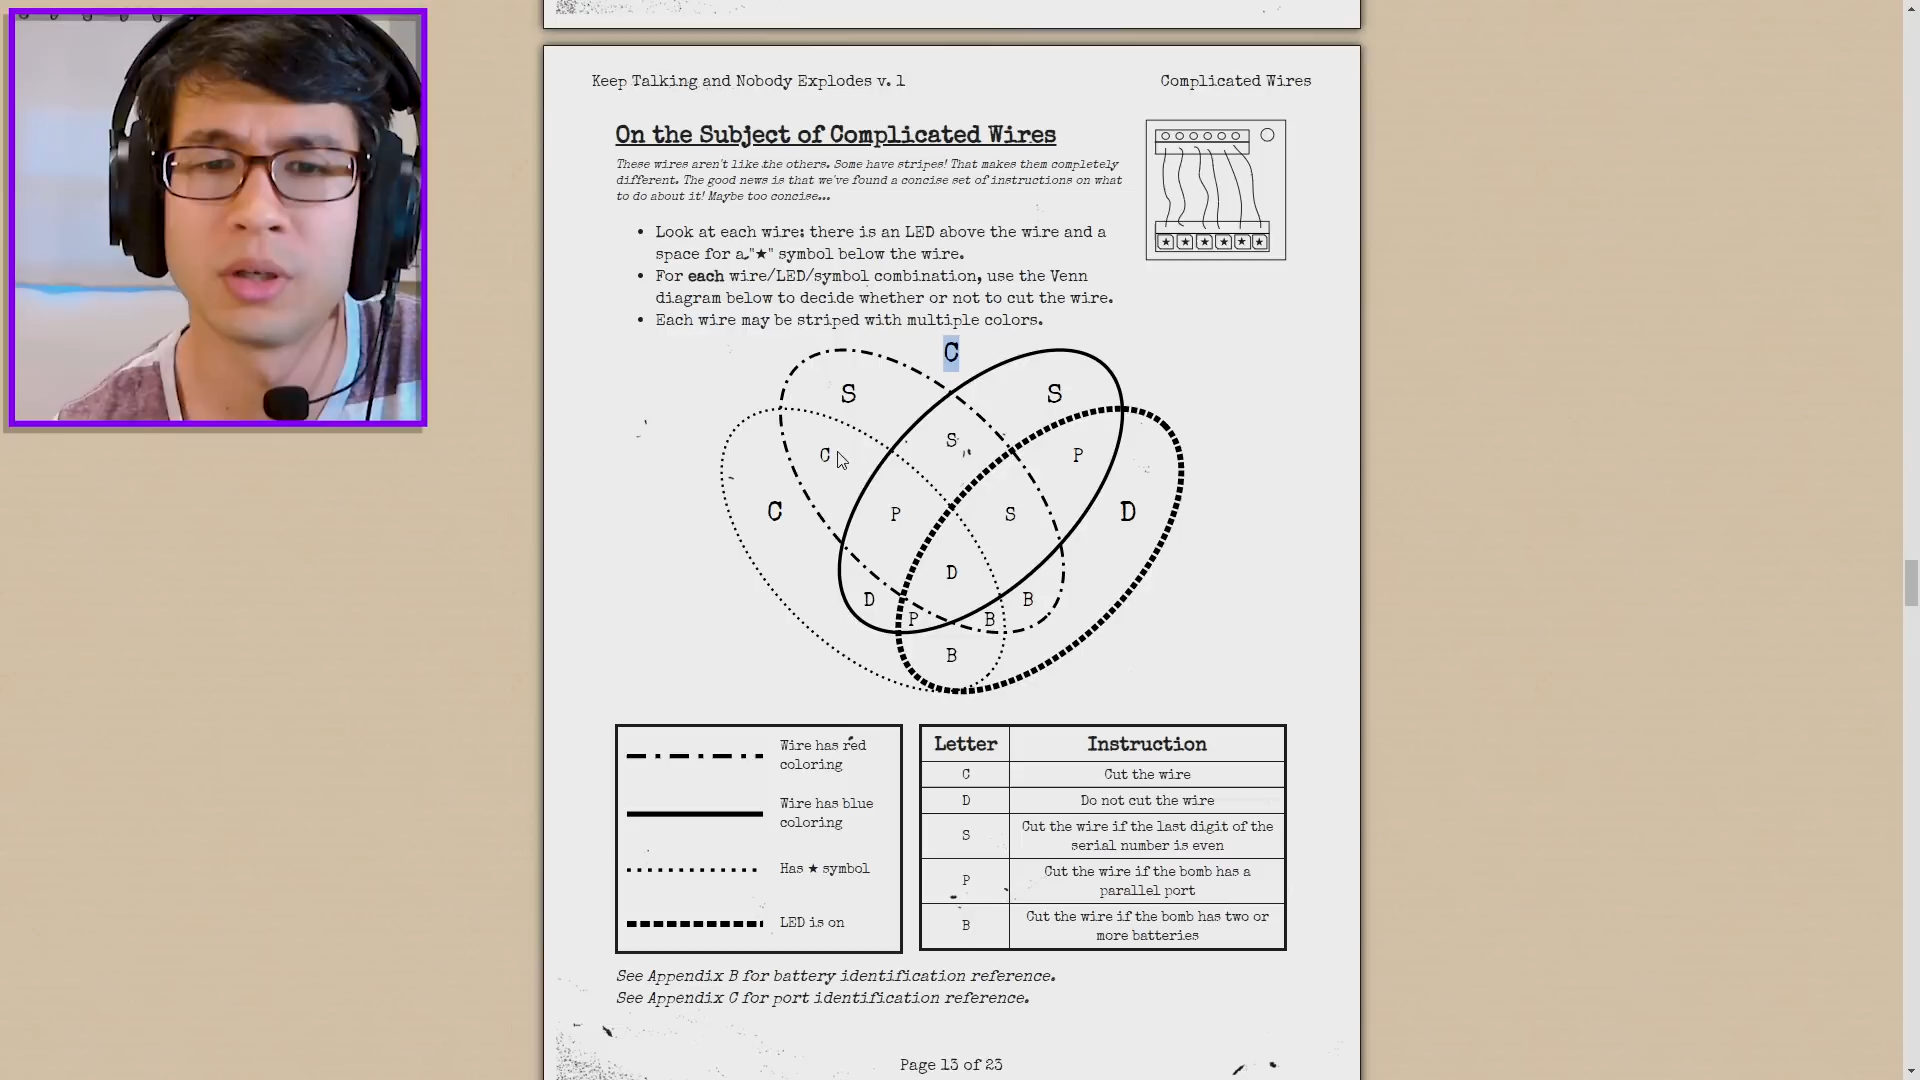 Keep Talking and Nobody Explodes v. 1
Complicated Wires
On the Subject of Complicated Wires
These wires aren't like the others. Some have stripes! That makes them completely
different. The good news is that we've found a concise set of instructions on what
to do about it! Maybe too concise...
• Look at each wire: there is an LED above the wire and a
space for a "★" symbol below the wire.
• For each wire/LED/symbol combination, use the Venn
diagram below to decide whether or not to cut the wire.
• Each wire may be striped with multiple colors.
C
S
S
S
C
P
C
P
S
D
D
D
B
P
B
B
Wire has red
coloring
Wire has blue
coloring
Has ★ symbol
LED is on
Letter Instruction
C Cut the wire
D Do not cut the wire
S Cut the wire if the last digit of the
serial number is even
P Cut the wire if the bomb has a
parallel port
B Cut the wire if the bomb has two or
more batteries
See Appendix B for battery identification reference.
See Appendix C for port identification reference.
Page 13 of 23